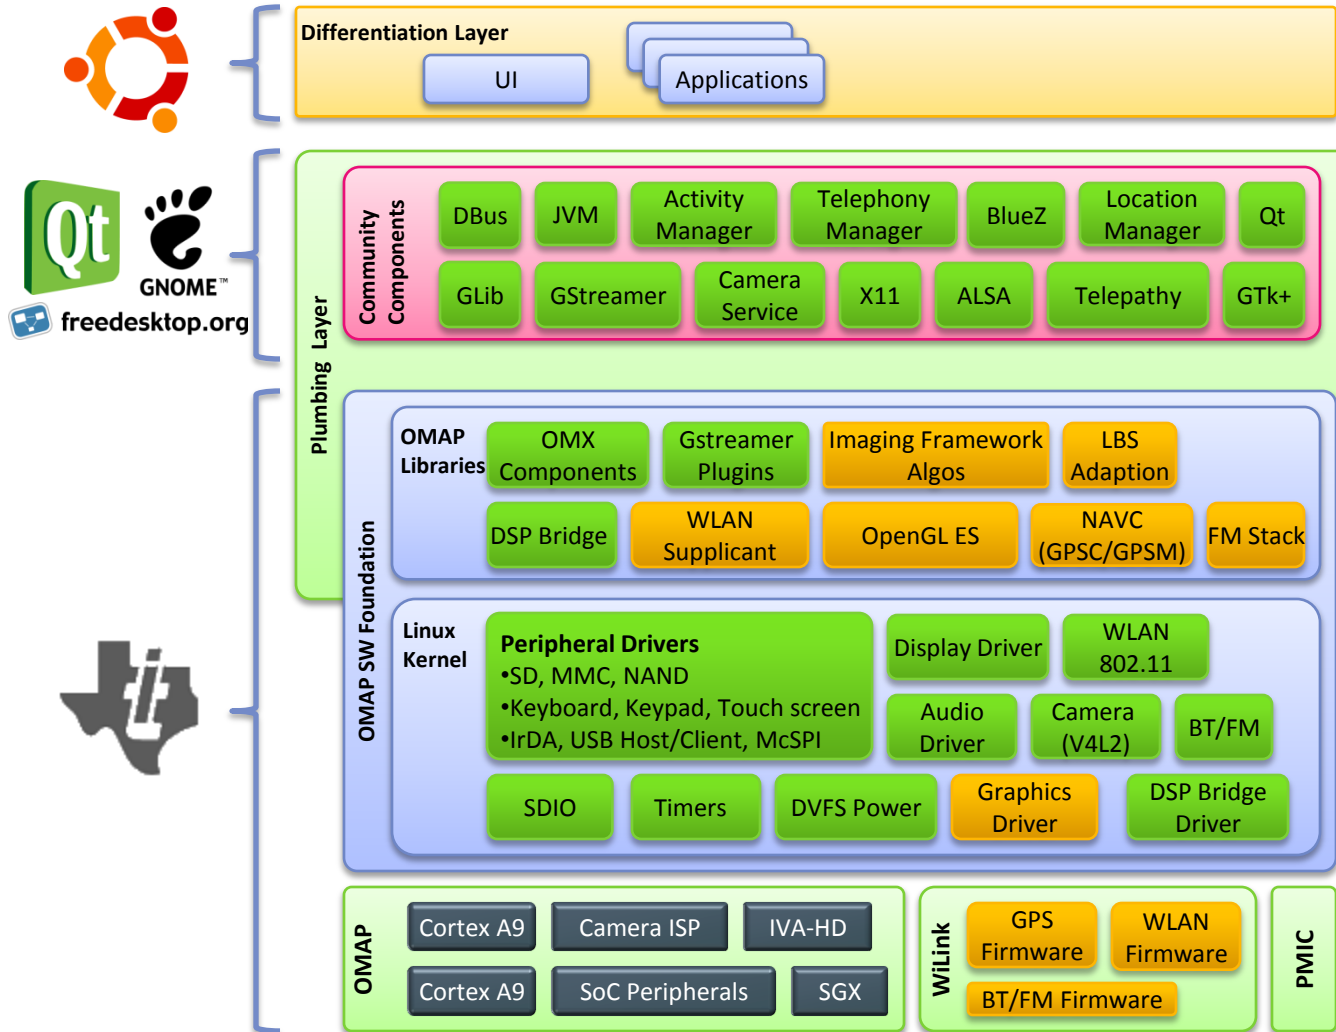 Differentiation Layer
UI
Applications
Qt
GNOME™
freedesktop.org
Plumbing Layer
Community
Components
DBus
JVM
Activity
Manager
Telephony
Manager
BlueZ
Location
Manager
Qt
GLib
GStreamer
Camera
Service
X11
ALSA
Telepathy
GTk+
OMAP SW Foundation
OMAP
Libraries
OMX
Components
Gstreamer
Plugins
Imaging Framework
Algos
LBS
Adaption
DSP Bridge
WLAN
Supplicant
OpenGL ES
NAVC
(GPSC/GPSM)
FM Stack
Linux
Kernel
Peripheral Drivers
•SD, MMC, NAND
•Keyboard, Keypad, Touch screen
•IrDA, USB Host/Client, McSPI
Display Driver
WLAN
802.11
Audio
Driver
Camera
(V4L2)
BT/FM
SDIO
Timers
DVFS Power
Graphics
Driver
DSP Bridge
Driver
OMAP
Cortex A9
Camera ISP
IVA-HD
Cortex A9
SoC Peripherals
SGX
WiLink
GPS
Firmware
WLAN
Firmware
BT/FM Firmware
PMIC